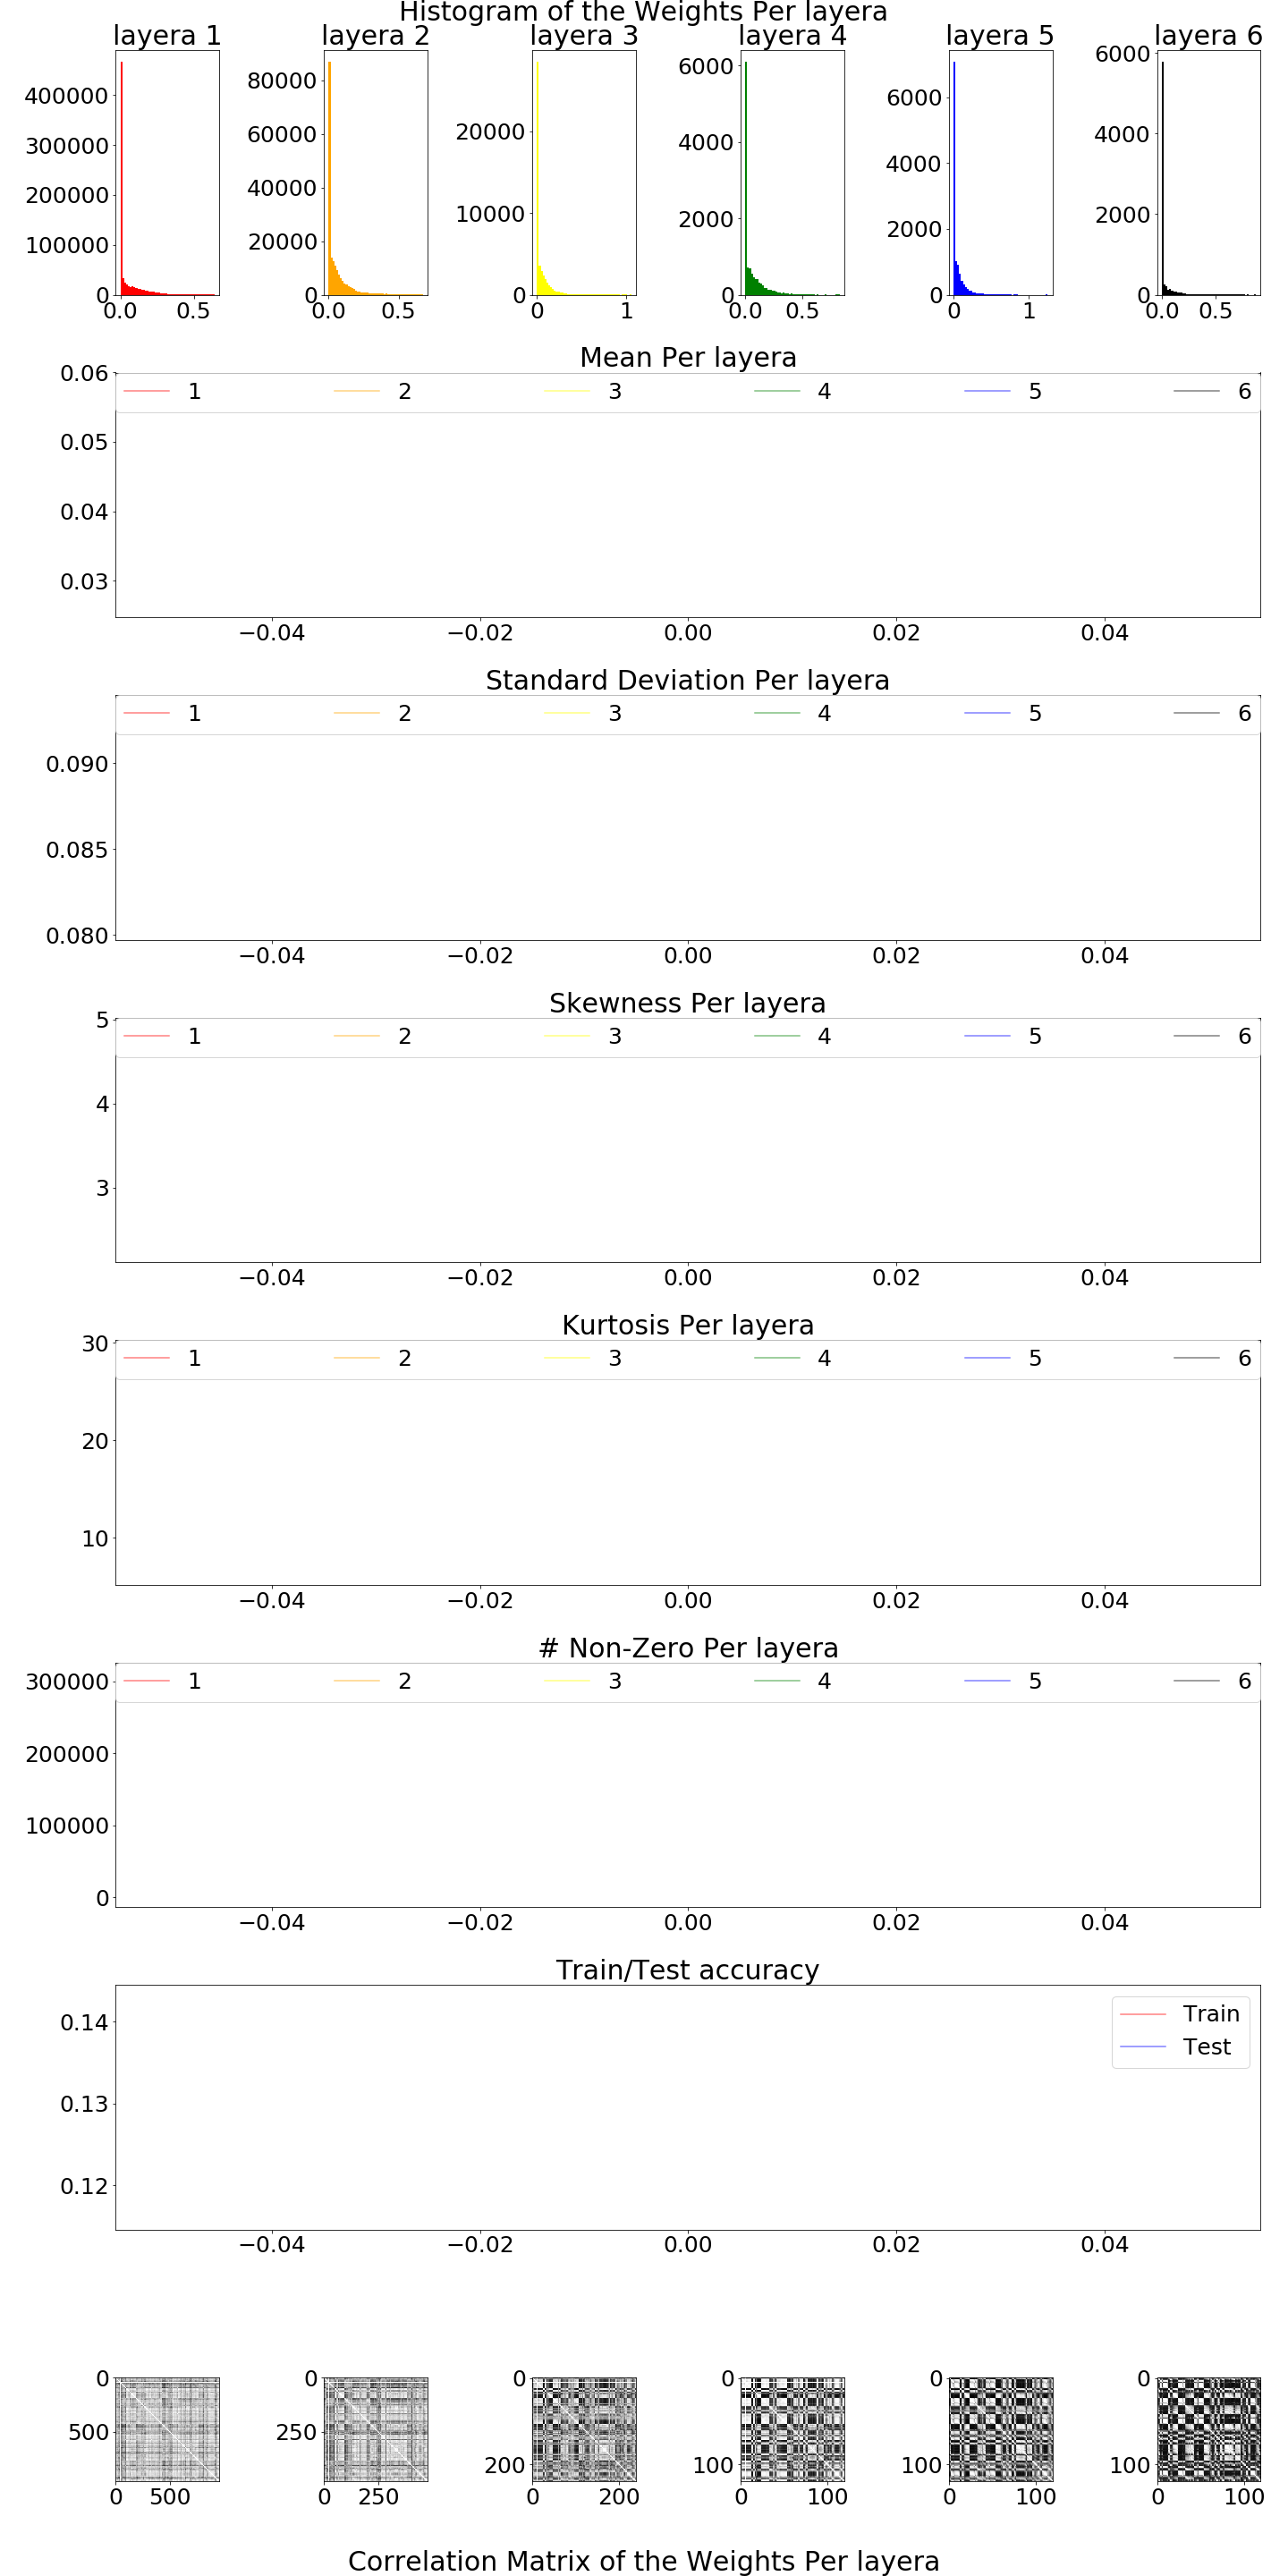 Histogram of the Weights Per layera
layera 1 layera 2 layera 3 layera 4 layera 5 layera 6
400000 300000 200000 100000 0 0.0 0.5
80000 60000 40000 20000 0 0.0 0.5
20000 10000 0 0 1
6000 4000 2000 0 0.0 0.5
6000 4000 2000 0 0 1
6000 4000 2000 0 0.0 0.5
Mean Per layera
1 2 3 4 5 6
0.06
0.05
0.04
0.03
−0.04 −0.02 0.00 0.02 0.04
Standard Deviation Per layera
1 2 3 4 5 6
0.090
0.085
0.080
−0.04 −0.02 0.00 0.02 0.04
Skewness Per layera
5
1 2 3 4 5 6
4
3
−0.04 −0.02 0.00 0.02 0.04
Kurtosis Per layera
30
1 2 3 4 5 6
20
10
−0.04 −0.02 0.00 0.02 0.04
# Non-Zero Per layera
300000 1 2 3 4 5 6
200000
100000
0
−0.04 −0.02 0.00 0.02 0.04
Train/Test accuracy
Train
0.14
Test
0.13
0.12
−0.04 −0.02 0.00 0.02 0.04
0 500 0 500
0 250 0 250
0 200 0 200
0 100 0 100
0 100 0 100
0 100 0 100
Correlation Matrix of the Weights Per layera